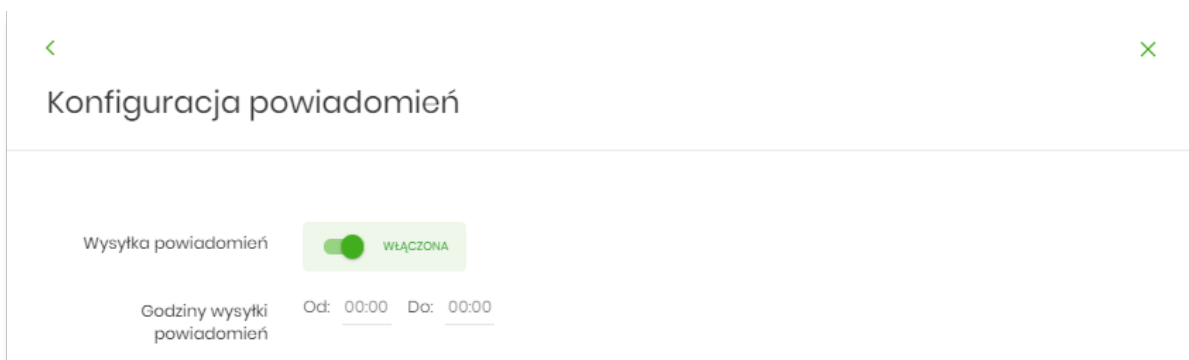 Konfiguracja powiadomień
Wysyłka powiadomień WŁĄCZONA
Godziny wysyłki Od: 00:00 Do: 00:00
powiadomień